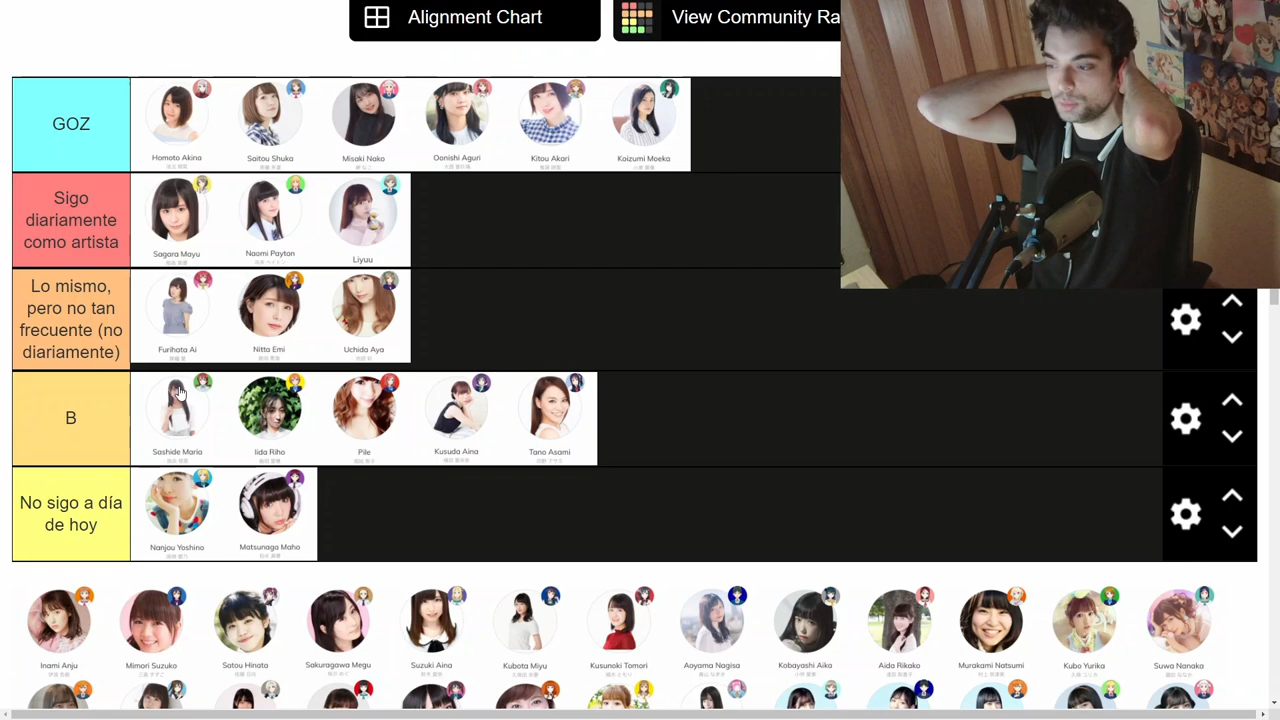 Alignment Chart
View Community Ra
GOZ
Homoto Akina
Saitou Shuka
Misaki Nako
Oonishi Aguri
Kitou Akari
Koizumi Moeka
Sigo
diariamente
como artista
Sagara Mayu
Naomi Payton
Liyuu
Lo mismo,
pero no tan
frecuente (no
diariamente)
Furihata Ai
Nitta Emi
Uchida Aya
B
Sashide Maria
Iida Riho
Pile
Kusuda Aina
Tano Asami
No sigo a día
de hoy
Nanjou Yoshino
Matsunaga Maho
Inami Anju
Mimori Suzuko
Satou Hinata
Sakuragawa Megu
Suzuki Aina
Kubota Miyu
Kusunoki Tomori
Aoyama Nagisa
Kobayashi Aika
Aida Rikako
Murakami Natsumi
Kubo Yurika
Suwa Nanaka